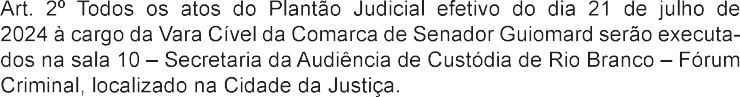 Art. 2º Todos os atos do Plantão Judicial efetivo do dia 21 de julho de
2024 à cargo da Vara Cível da Comarca de Senador Guiomard serão executa-
dos na sala 10 – Secretaria da Audiência de Custódia de Rio Branco – Fórum
Criminal, localizado na Cidade da Justiça.